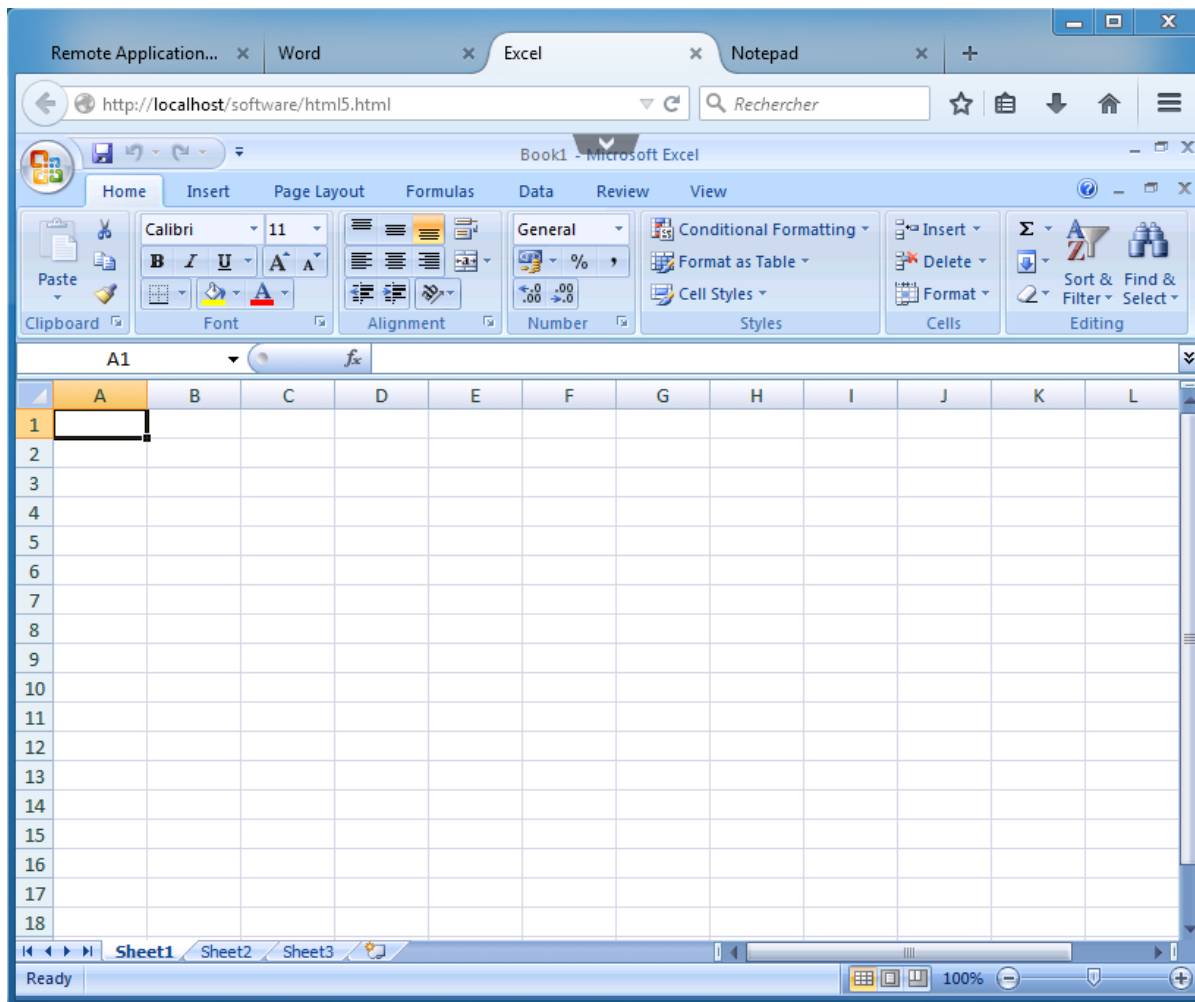 Remote Application... Word Excel Notepad
http://localhost/software/html5.html Rechercher
Book1 - Microsoft Excel
Home Insert Page Layout Formulas Data Review View
Calibri 11 General Conditional Formatting Insert Σ
B I U A A % , Format as Table Delete
Paste A .00 .0 Cell Styles Format Sort & Filter Find & Select
Clipboard Font Alignment Number Styles Cells Editing
A1 fx
A B C D E F G H I J K L
1
2
3
4
5
6
7
8
9
10
11
12
13
14
15
16
17
18
Sheet1 Sheet2 Sheet3
Ready 100%